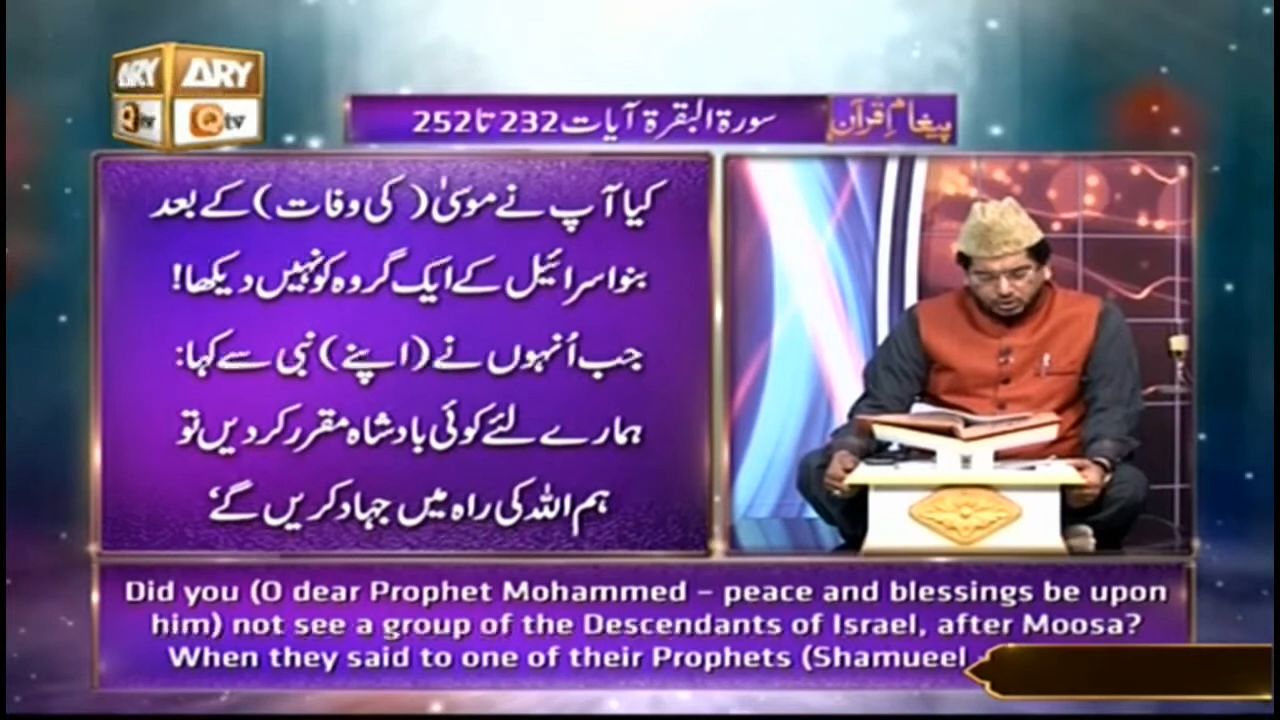 ARY ARY
Q tv Qtv
سورۃ البقرۃ آیات 232 تا 252
پیغامِ قرآن
کیا آپ نے موسیٰ (کی وفات) کے بعد
بنو اسرائیل کے ایک گروہ کو نہیں دیکھا!
جب اُنہوں نے (اپنے) نبی سے کہا:
ہمارے لئے کوئی بادشاہ مقرر کر دیں تو
ہم اللہ کی راہ میں جہاد کریں گے‘
Did you (O dear Prophet Mohammed – peace and blessings be upon
him) not see a group of the Descendants of Israel, after Moosa?
When they said to one of their Prophets (Shamueel -